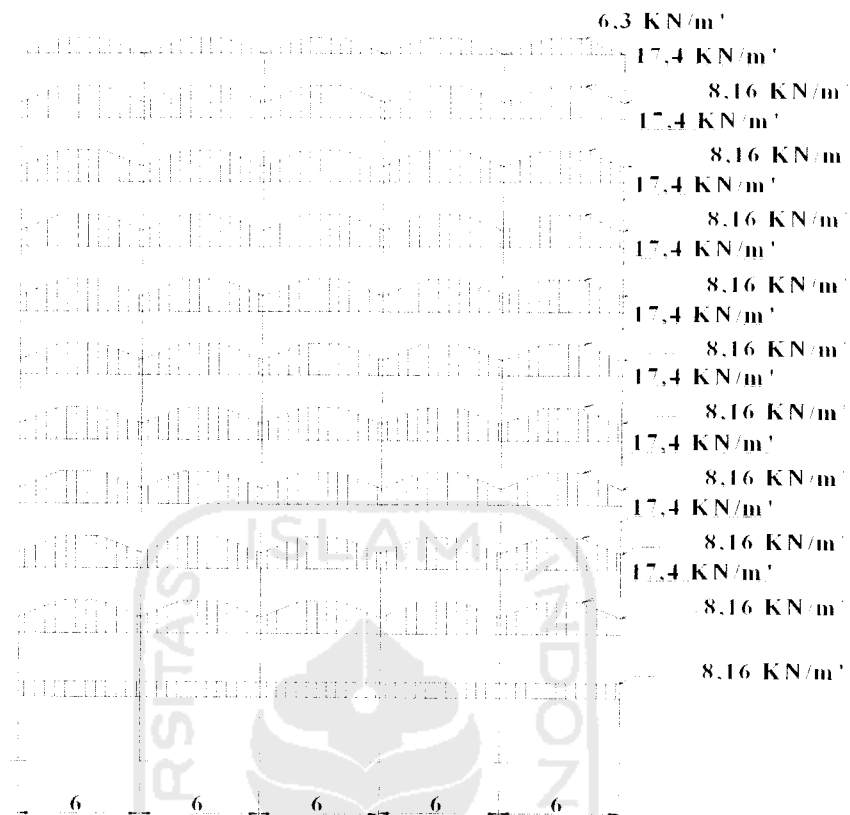 6,3 KN/m'
17,4 KN/m'
8,16 KN/m'
17,4 KN/m'
8,16 KN/m
17,4 KN/m'
8,16 KN/m'
17,4 KN/m'
8,16 KN/m'
17,4 KN/m'
8,16 KN/m'
17,4 KN/m'
8,16 KN/m'
17,4 KN/m'
8,16 KN/m'
17,4 KN/m'
8,16 KN/m'
17,4 KN/m'
8,16 KN/m'
8,16 KN/m'
ISLAM
RSITAS
INDON
6 6 6 6 6